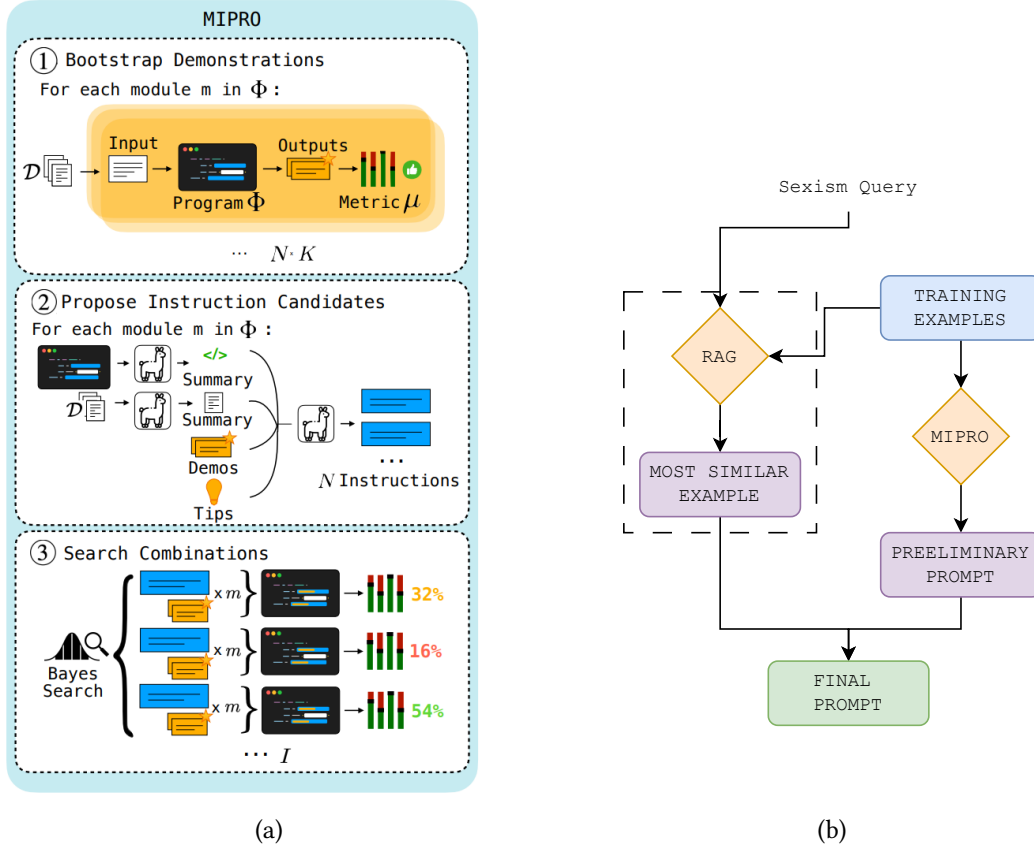 MIPRO
1 Bootstrap Demonstrations
For each module m in Φ:
Input
Outputs
𝒟
Program Φ
Metric μ
··· N · K
2 Propose Instruction Candidates
For each module m in Φ:
</>
Summary
𝒟
Summary
Demos
···
N Instructions
Tips
3 Search Combinations
x m
32%
x m
16%
Bayes
Search
x m
54%
··· I
(a)
Sexism Query
TRAINING
EXAMPLES
RAG
MIPRO
MOST SIMILAR
EXAMPLE
PREELIMINARY
PROMPT
FINAL
PROMPT
(b)